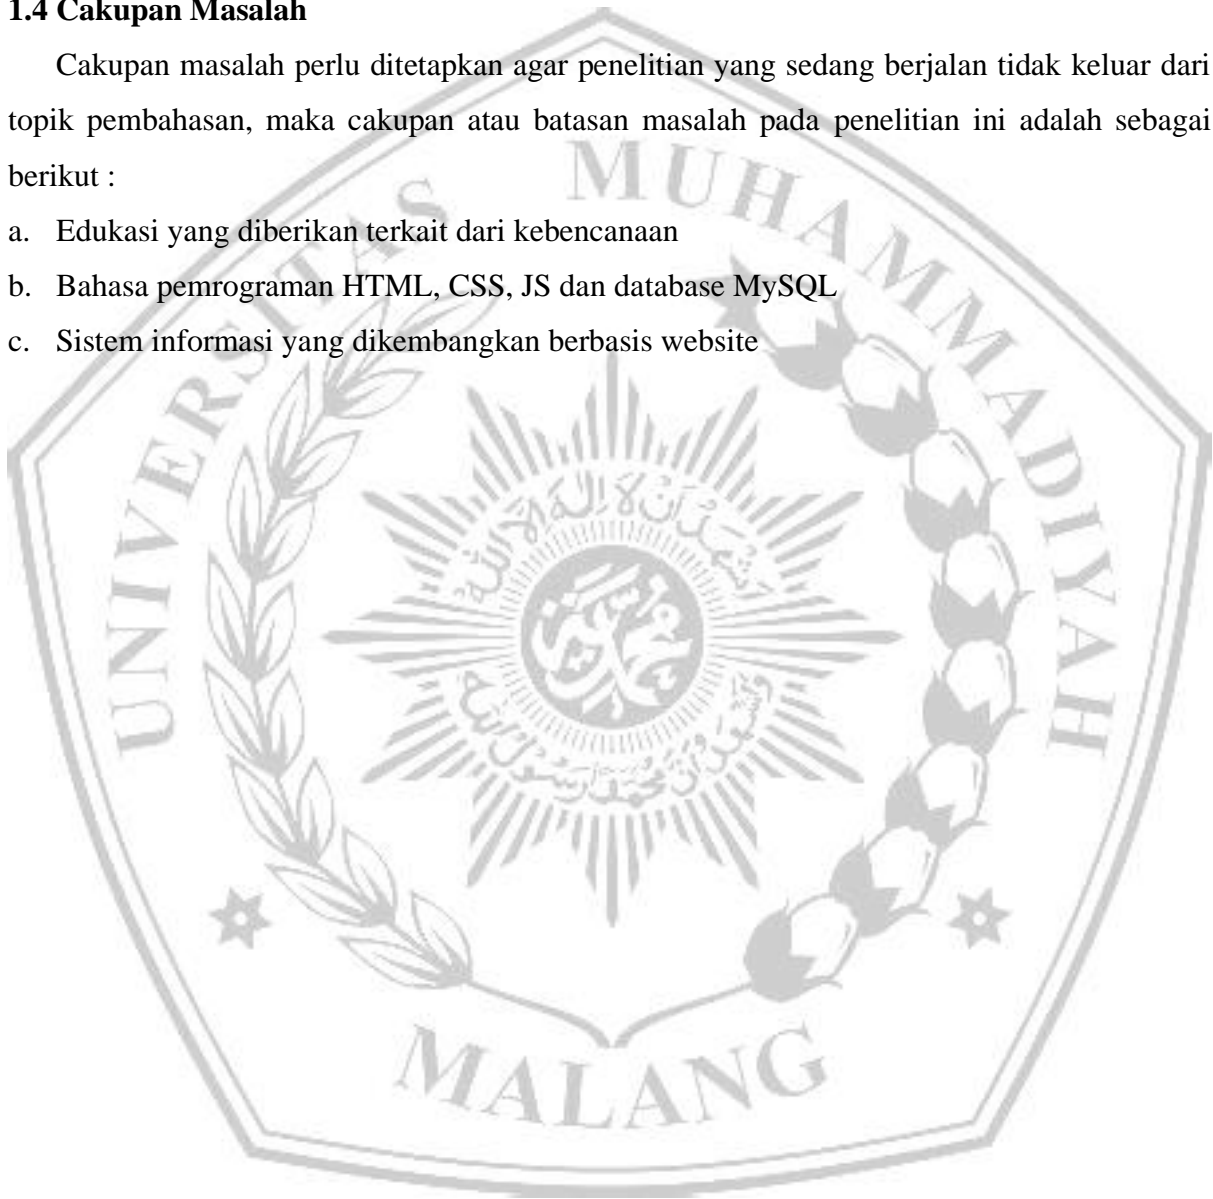 1.4 Cakupan Masalah
Cakupan masalah perlu ditetapkan agar penelitian yang sedang berjalan tidak keluar dari
topik pembahasan, maka cakupan atau batasan masalah pada penelitian ini adalah sebagai
berikut :
a. Edukasi yang diberikan terkait dari kebencanaan
b. Bahasa pemrograman HTML, CSS, JS dan database MySQL
c. Sistem informasi yang dikembangkan berbasis website
UNIVERSITAS MUHAMMADIYAH
MALANG